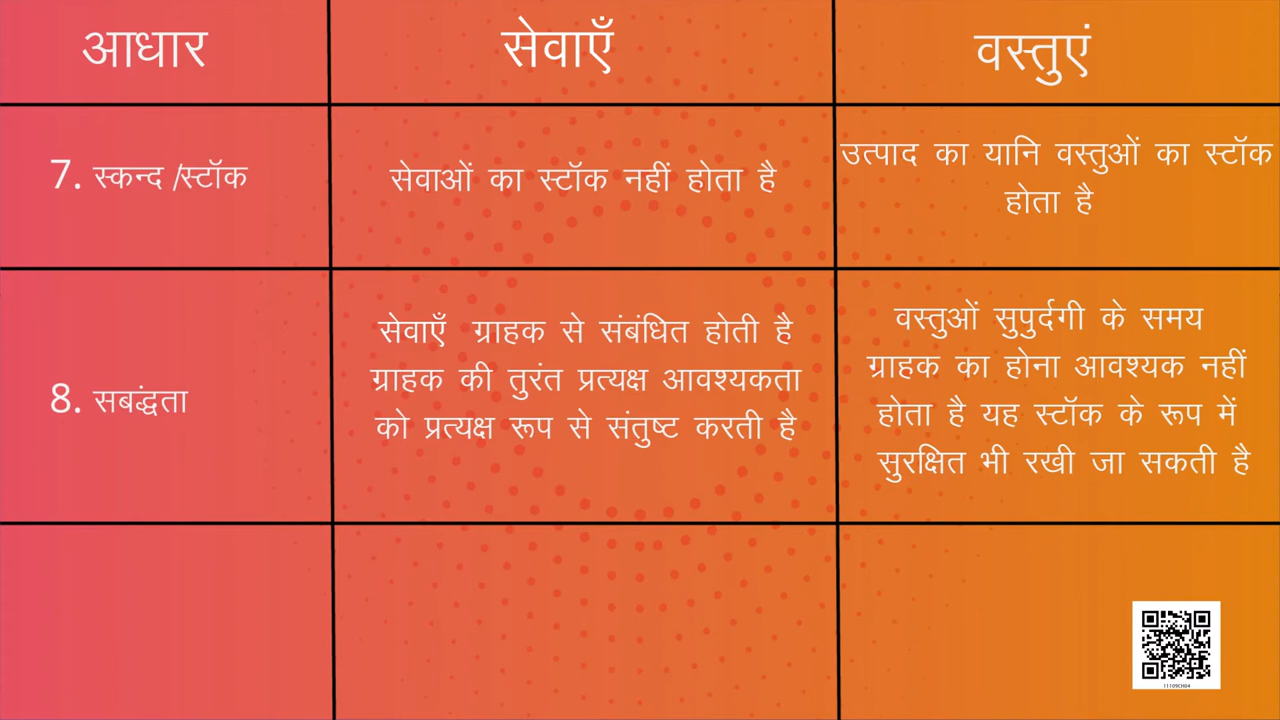 आधार
सेवाएँ
वस्तुएं
7. स्कन्द /स्टॉक
सेवाओं का स्टॉक नहीं होता है
उत्पाद का यानि वस्तुओं का स्टॉक
होता है
8. सबद्धंता
सेवाएँ ग्राहक से संबंधित होती है
ग्राहक की तुरंत प्रत्यक्ष आवश्यकता
को प्रत्यक्ष रूप से संतुष्ट करती है
वस्तुओं सुपुर्दगी के समय
ग्राहक का होना आवश्यक नहीं
होता है यह स्टॉक के रूप में
सुरक्षित भी रखी जा सकती है
11109CH04